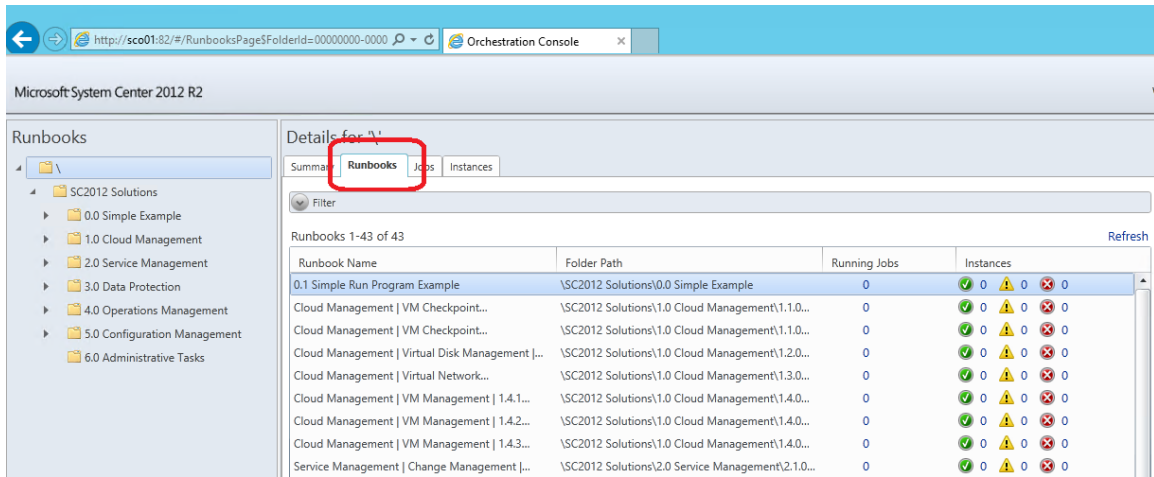 http://sco01:82/#/RunbooksPage$FolderId=00000000-0000
Orchestration Console
Microsoft System Center 2012 R2
Runbooks
\
SC2012 Solutions
0.0 Simple Example
1.0 Cloud Management
2.0 Service Management
3.0 Data Protection
4.0 Operations Management
5.0 Configuration Management
6.0 Administrative Tasks
Details for '\'
Summary Runbooks Jobs Instances
Filter
Runbooks 1-43 of 43 Refresh
Runbook Name Folder Path Running Jobs Instances
0.1 Simple Run Program Example \SC2012 Solutions\0.0 Simple Example 0 0 0 0
Cloud Management | VM Checkpoint... \SC2012 Solutions\1.0 Cloud Management\1.1.0... 0 0 0 0
Cloud Management | VM Checkpoint... \SC2012 Solutions\1.0 Cloud Management\1.1.0... 0 0 0 0
Cloud Management | Virtual Disk Management |... \SC2012 Solutions\1.0 Cloud Management\1.2.0... 0 0 0 0
Cloud Management | Virtual Network... \SC2012 Solutions\1.0 Cloud Management\1.3.0... 0 0 0 0
Cloud Management | VM Management | 1.4.1... \SC2012 Solutions\1.0 Cloud Management\1.4.0... 0 0 0 0
Cloud Management | VM Management | 1.4.2... \SC2012 Solutions\1.0 Cloud Management\1.4.0... 0 0 0 0
Cloud Management | VM Management | 1.4.3... \SC2012 Solutions\1.0 Cloud Management\1.4.0... 0 0 0 0
Service Management | Change Management |... \SC2012 Solutions\2.0 Service Management\2.1.0... 0 0 0 0